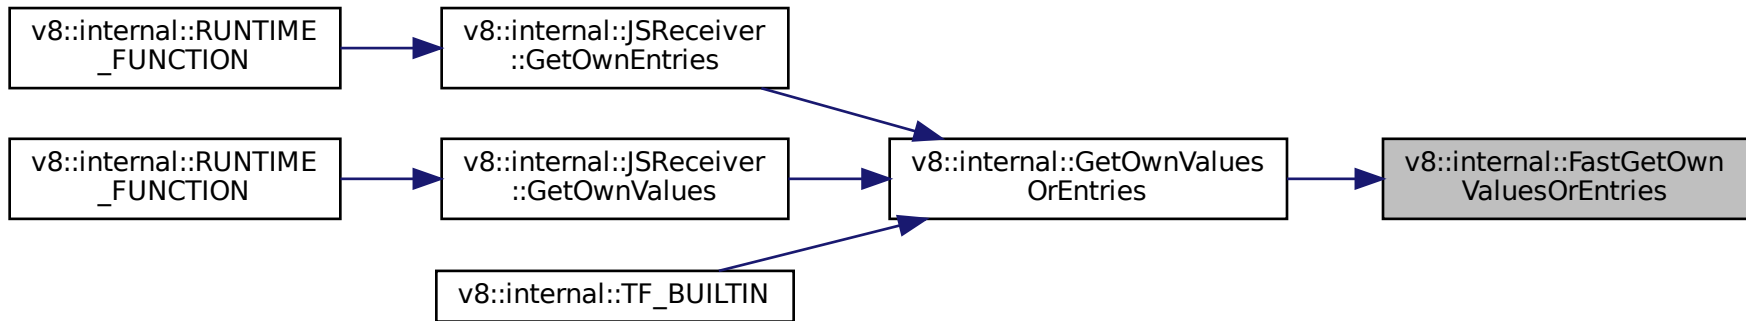 v8::internal::RUNTIME
_FUNCTION
v8::internal::JSReceiver
::GetOwnEntries
v8::internal::RUNTIME
_FUNCTION
v8::internal::JSReceiver
::GetOwnValues
v8::internal::GetOwnValues
OrEntries
v8::internal::FastGetOwn
ValuesOrEntries
v8::internal::TF_BUILTIN